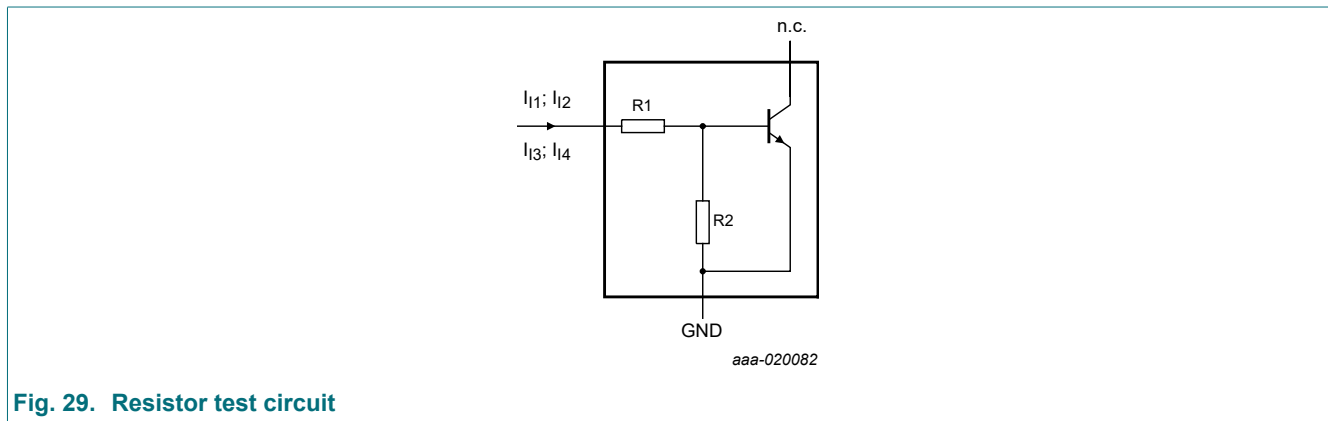 n.c.
II1; II2
R1
II3; II4
R2
GND
aaa-020082
Fig. 29. Resistor test circuit